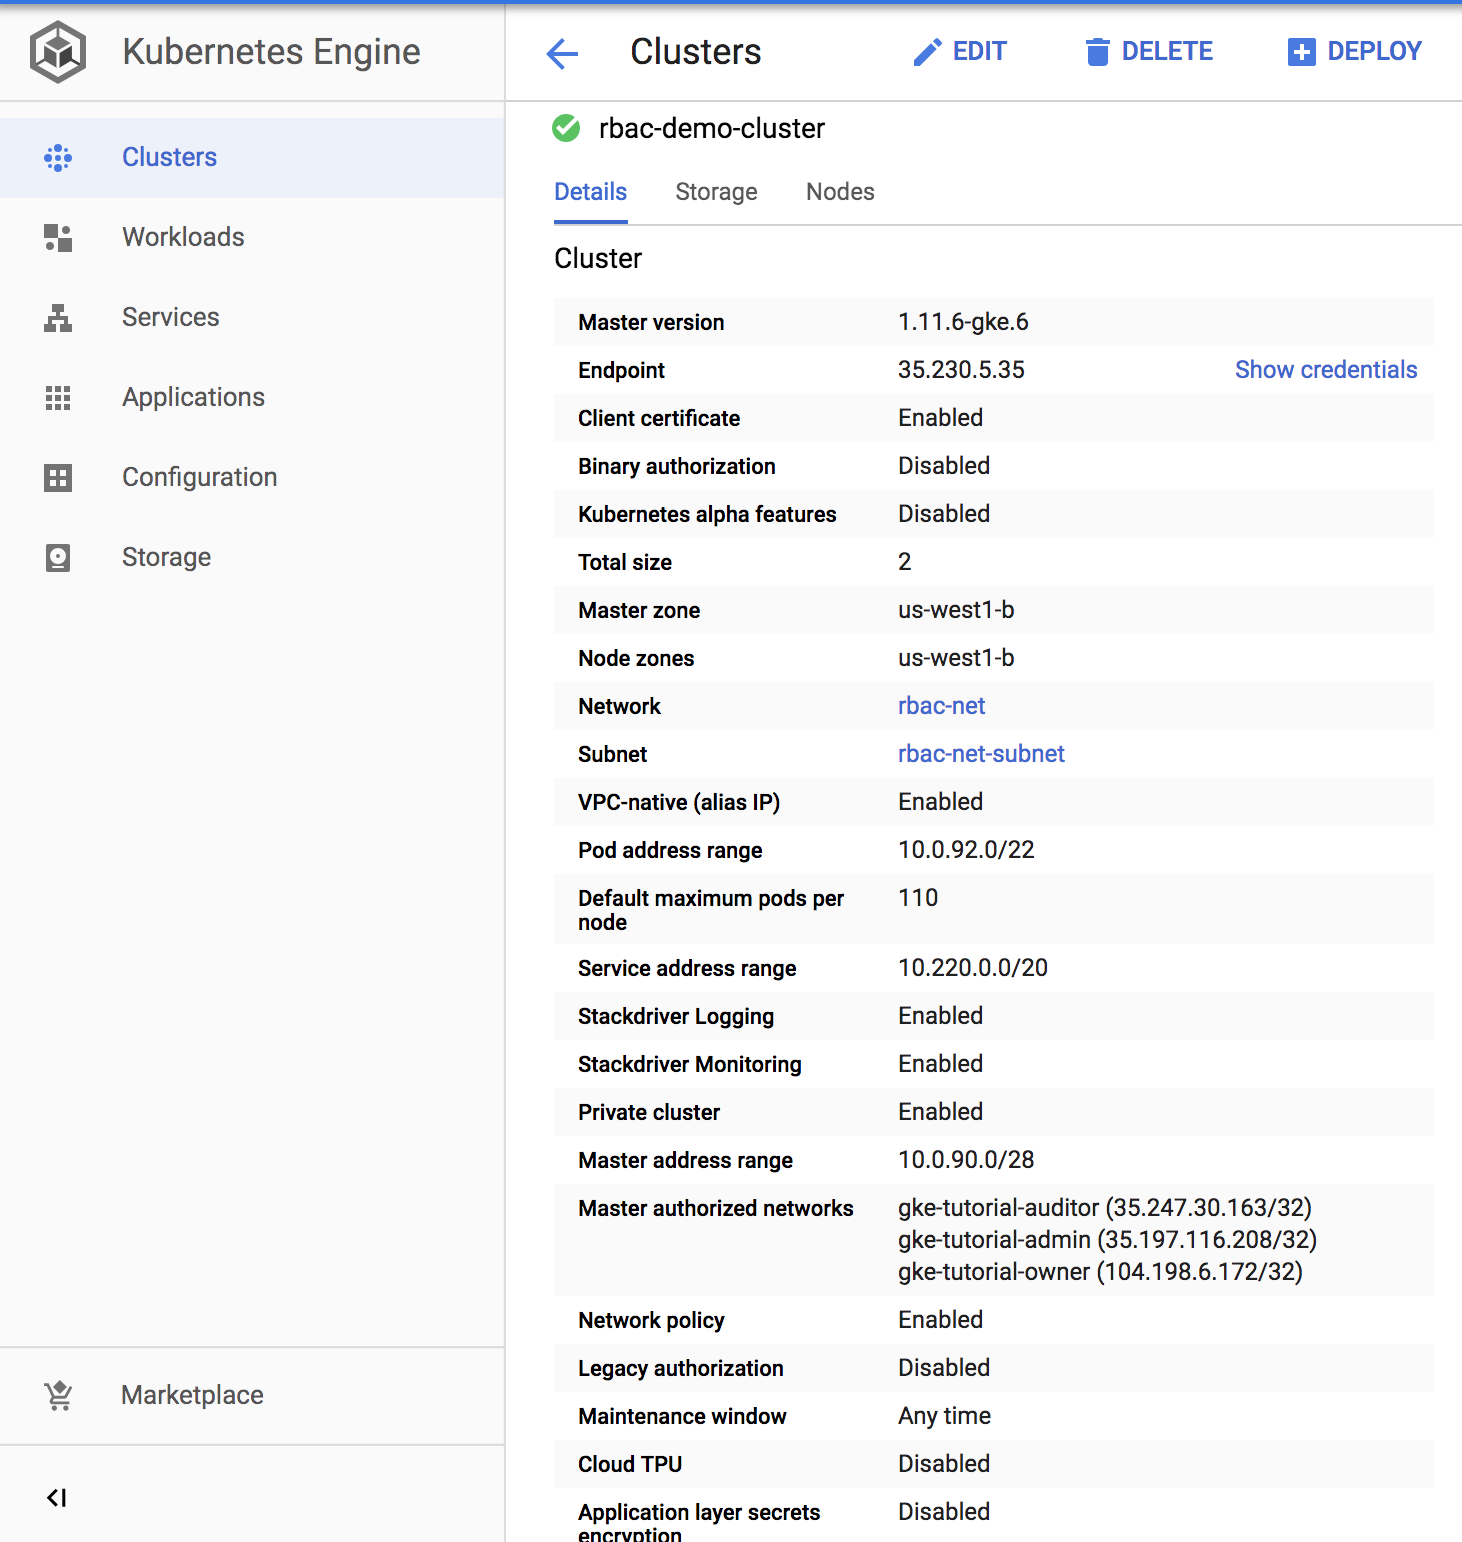 Kubernetes Engine
Clusters
EDIT
DELETE
DEPLOY
Clusters
Workloads
Services
Applications
Configuration
Storage
Marketplace
rbac-demo-cluster
Details Storage Nodes
Cluster
Master version 1.11.6-gke.6
Endpoint 35.230.5.35 Show credentials
Client certificate Enabled
Binary authorization Disabled
Kubernetes alpha features Disabled
Total size 2
Master zone us-west1-b
Node zones us-west1-b
Network rbac-net
Subnet rbac-net-subnet
VPC-native (alias IP) Enabled
Pod address range 10.0.92.0/22
Default maximum pods per 110
node
Service address range 10.220.0.0/20
Stackdriver Logging Enabled
Stackdriver Monitoring Enabled
Private cluster Enabled
Master address range 10.0.90.0/28
Master authorized networks gke-tutorial-auditor (35.247.30.163/32)
gke-tutorial-admin (35.197.116.208/32)
gke-tutorial-owner (104.198.6.172/32)
Network policy Enabled
Legacy authorization Disabled
Maintenance window Any time
Cloud TPU Disabled
Application layer secrets Disabled
encryption